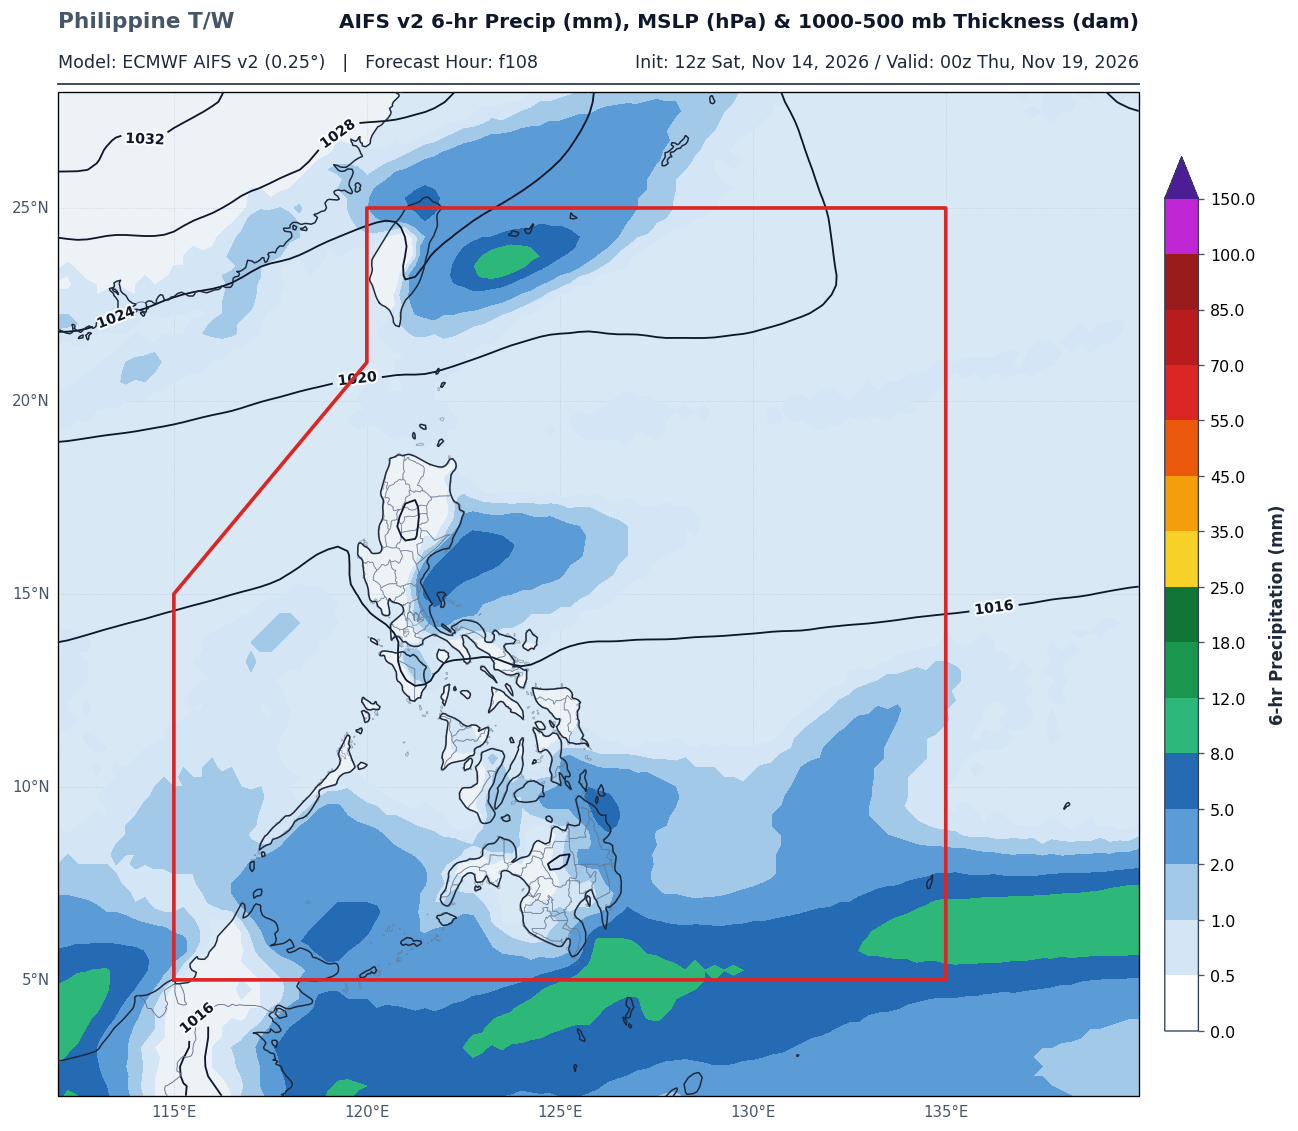 Philippine T/W
AIFS v2 6-hr Precip (mm), MSLP (hPa) & 1000-500 mb Thickness (dam)
Model: ECMWF AIFS v2 (0.25°) | Forecast Hour: f108
Init: 12z Sat, Nov 14, 2026 / Valid: 00z Thu, Nov 19, 2026
1032
1028
1024
1020
1016
1016
25°N
20°N
15°N
10°N
5°N
115°E
120°E
125°E
130°E
135°E
150.0
100.0
85.0
70.0
55.0
45.0
35.0
25.0
18.0
12.0
8.0
5.0
2.0
1.0
0.5
0.0
6-hr Precipitation (mm)